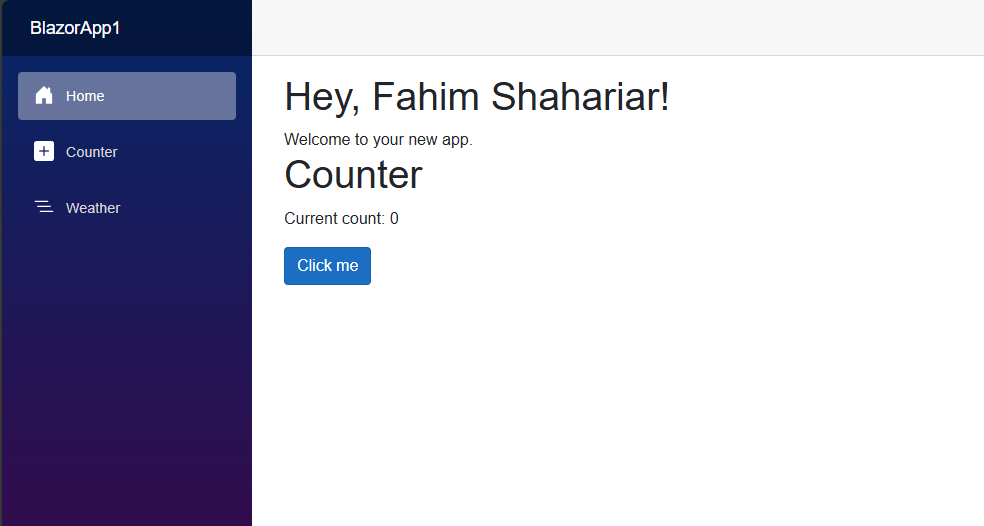 BlazorApp1
Home
Counter
Weather
Hey, Fahim Shahariar!
Welcome to your new app.
Counter
Current count: 0
Click me